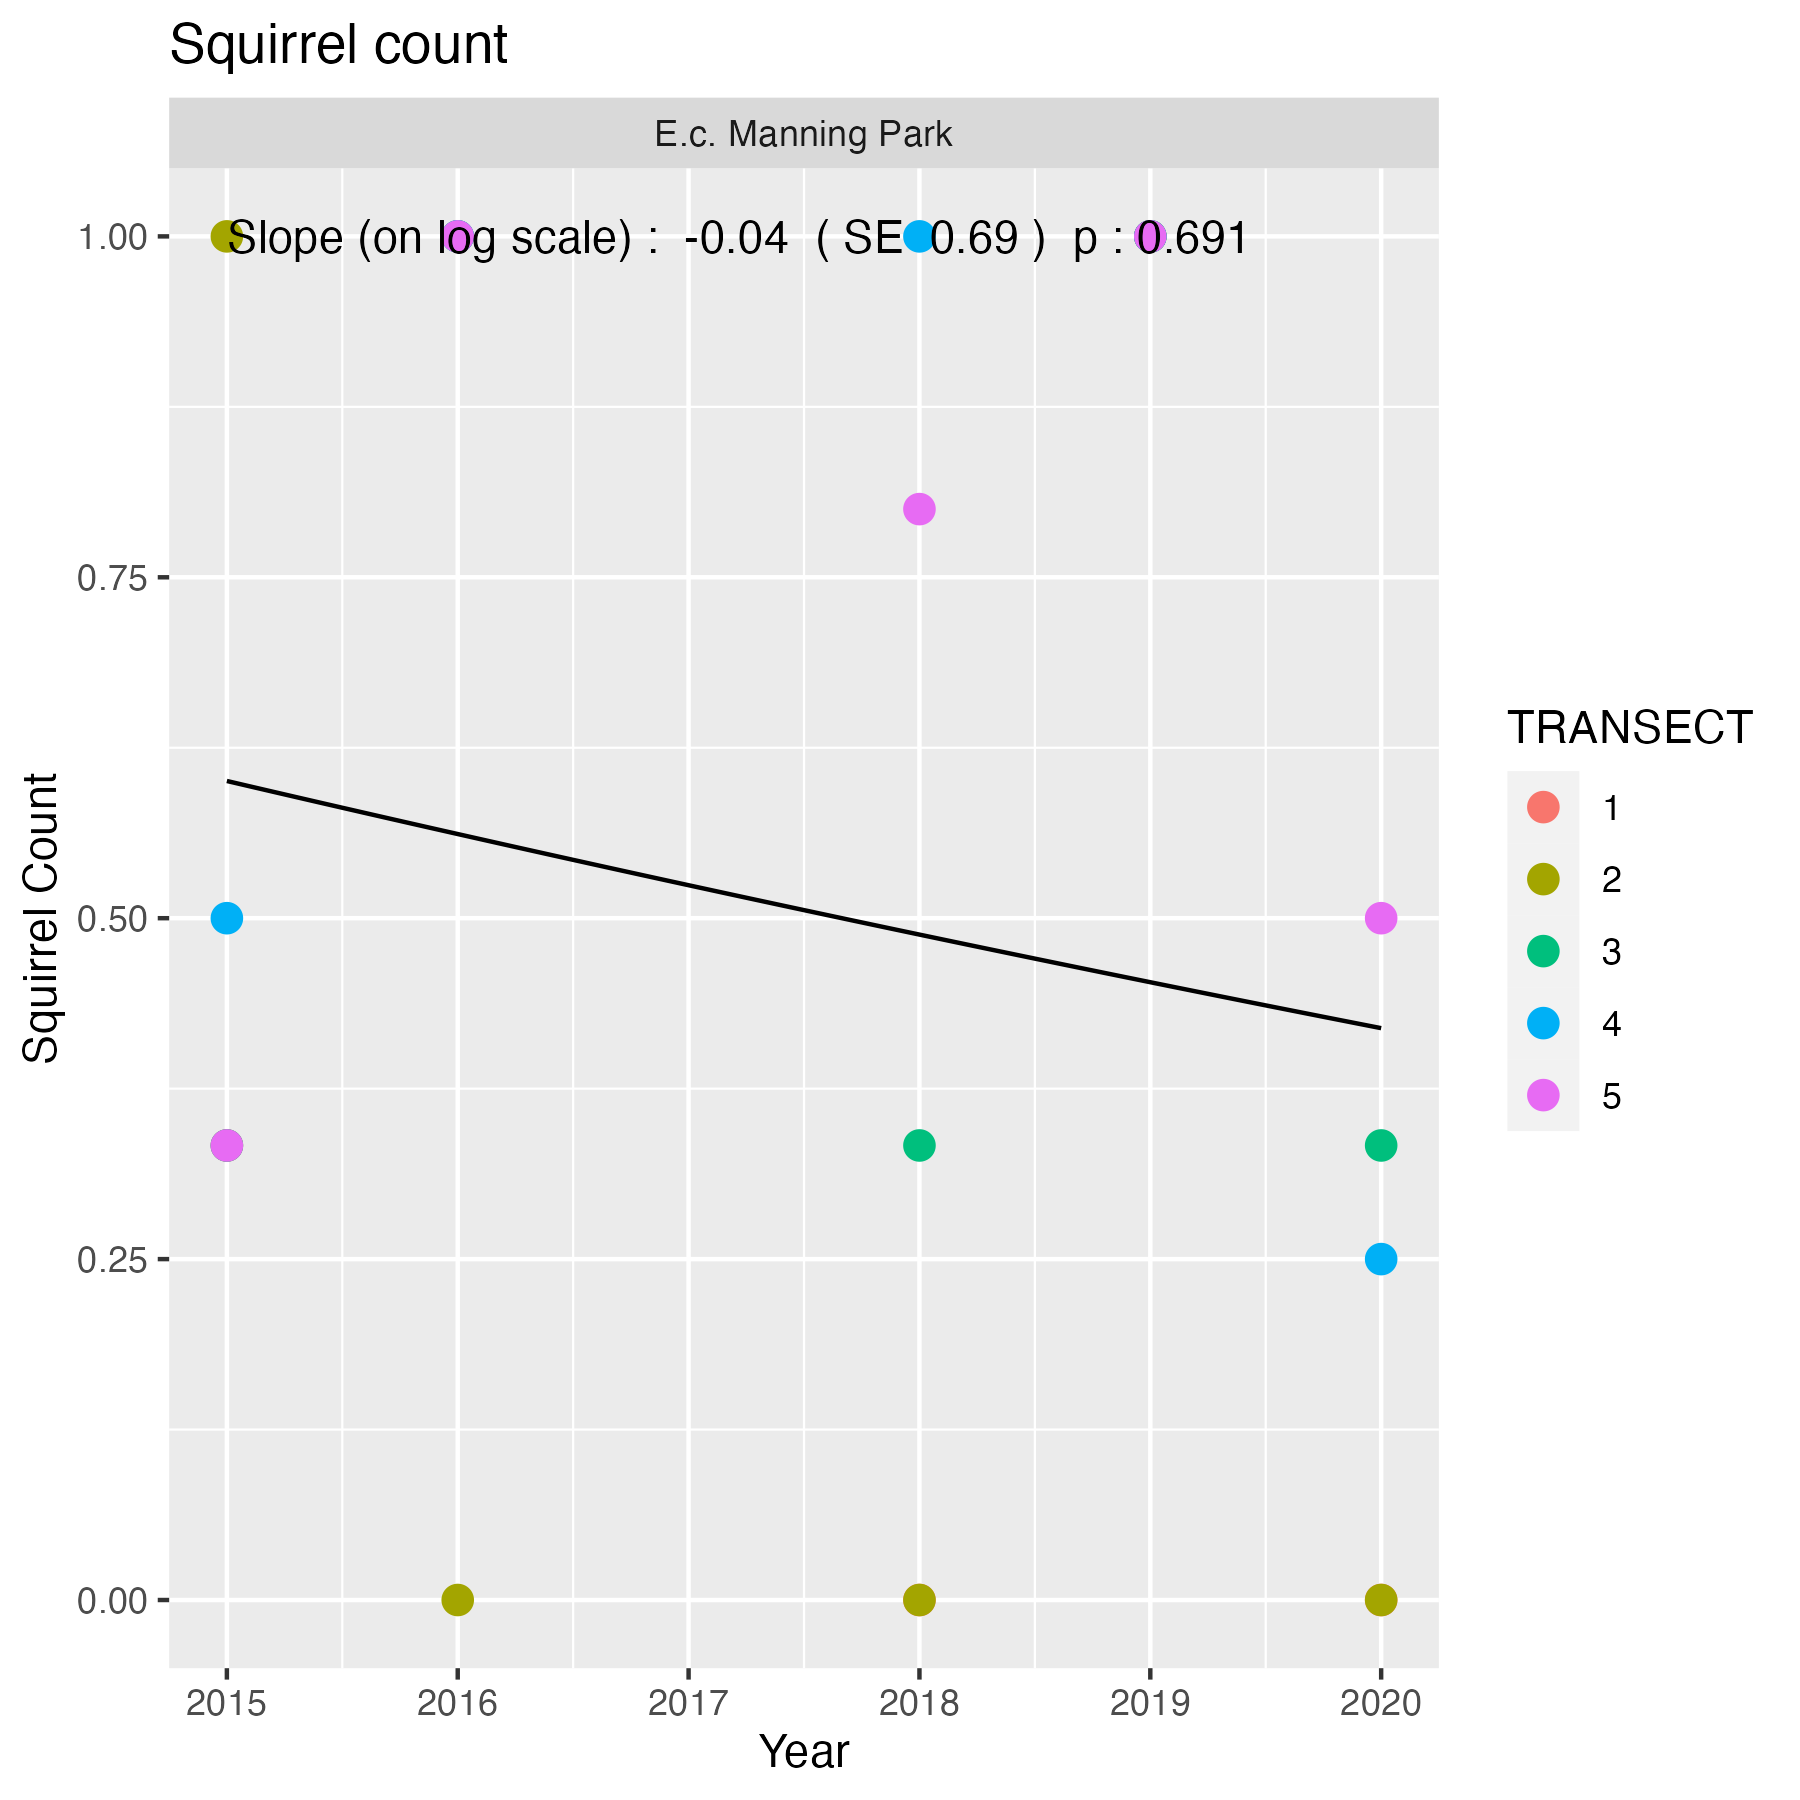 Squirrel count
E.c. Manning Park
Slope (on log scale) : -0.04 ( SE 0.69 ) p : 0.691
1.00
0.75
0.50
0.25
0.00
Squirrel Count
2015 2016 2017 2018 2019 2020
Year
TRANSECT
1
2
3
4
5